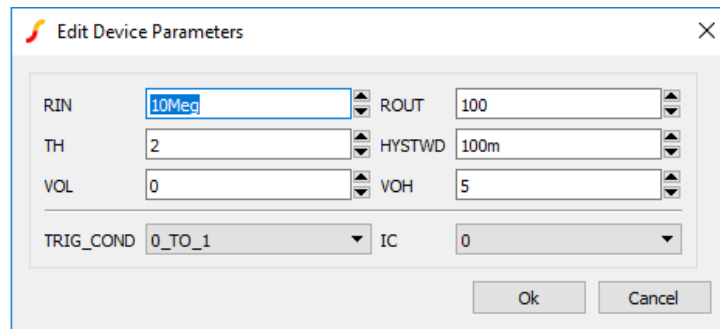 Edit Device Parameters
RIN 10Meg ROUT 100
TH 2 HYSTWD 100m
VOL 0 VOH 5
TRIG_COND 0_TO_1 IC 0
Ok Cancel